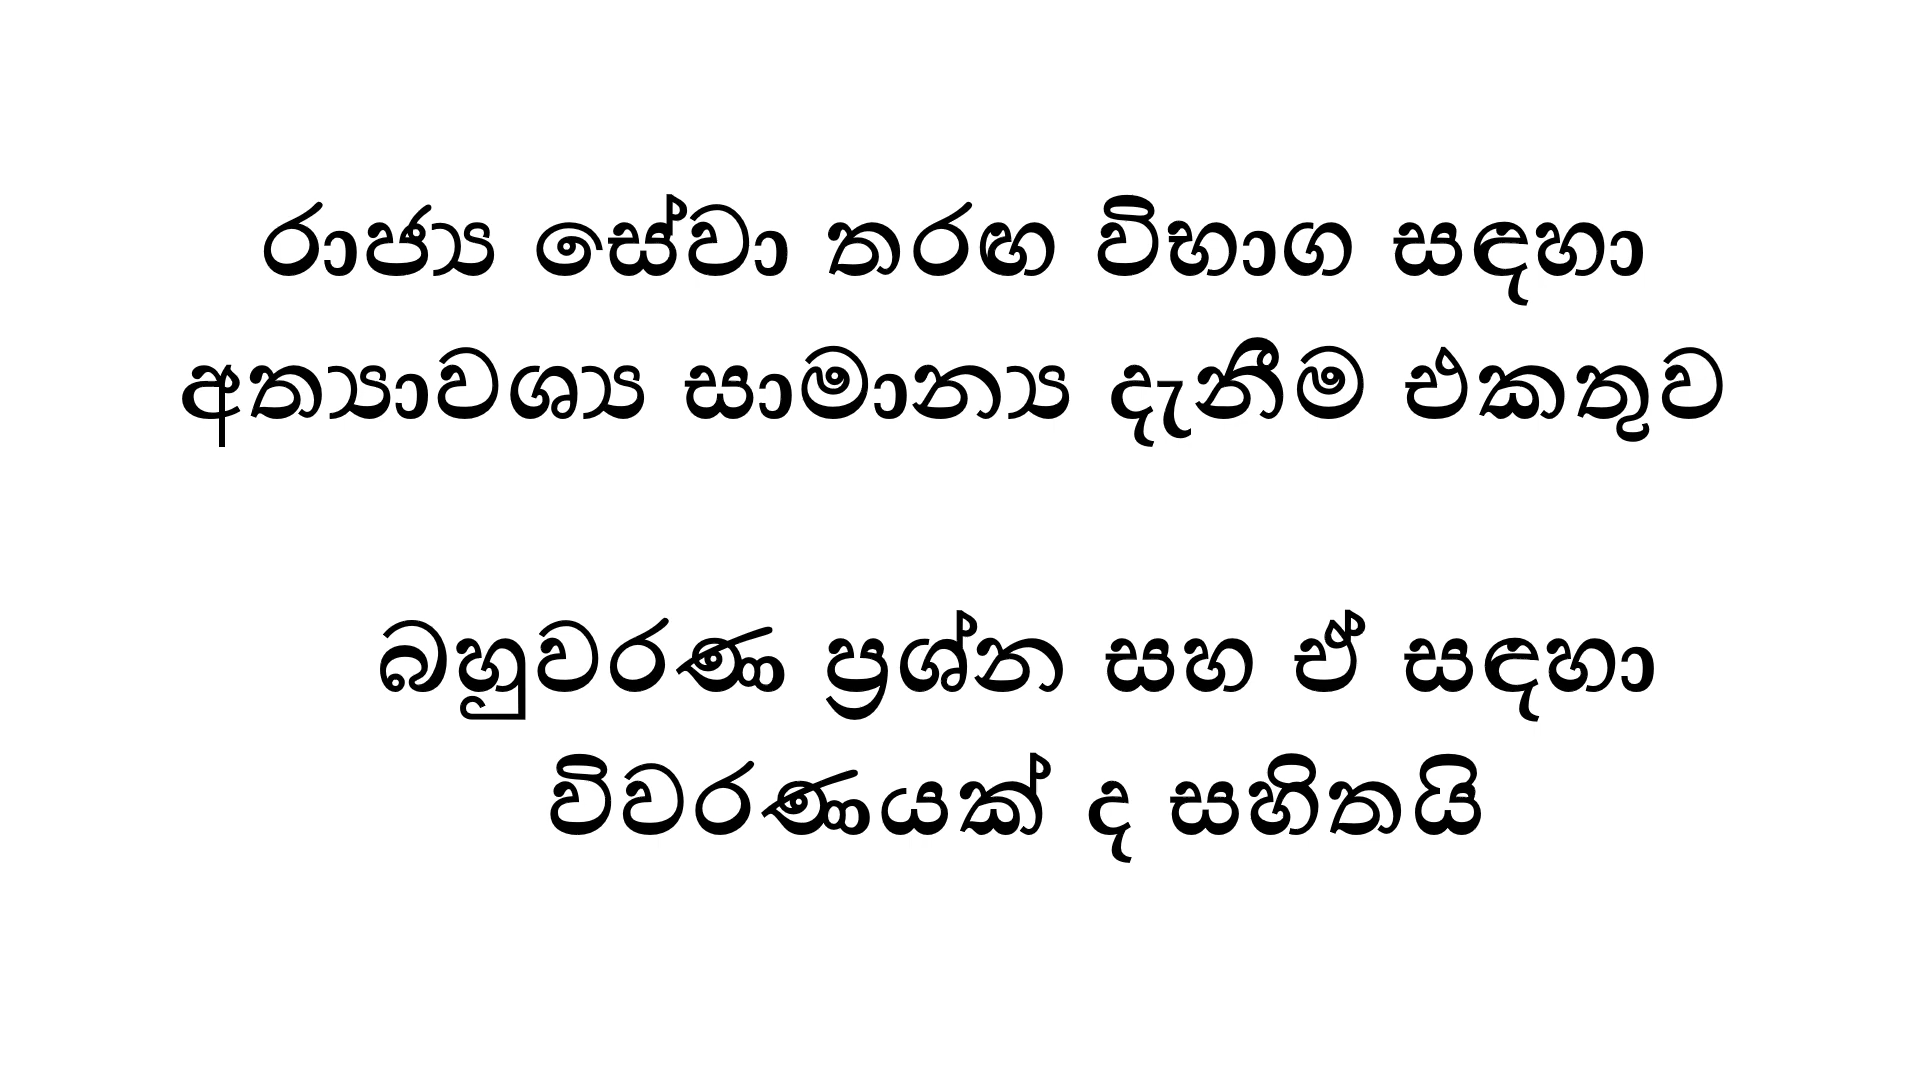 රාජ්‍ය සේවා තරඟ විභාග සඳහා
අත්‍යාවශ්‍ය සාමාන්‍ය දැනීම එකතුව
බහුවරණ ප්‍රශ්න සහ ඒ සඳහා
විවරණයක් ද සහිතයි